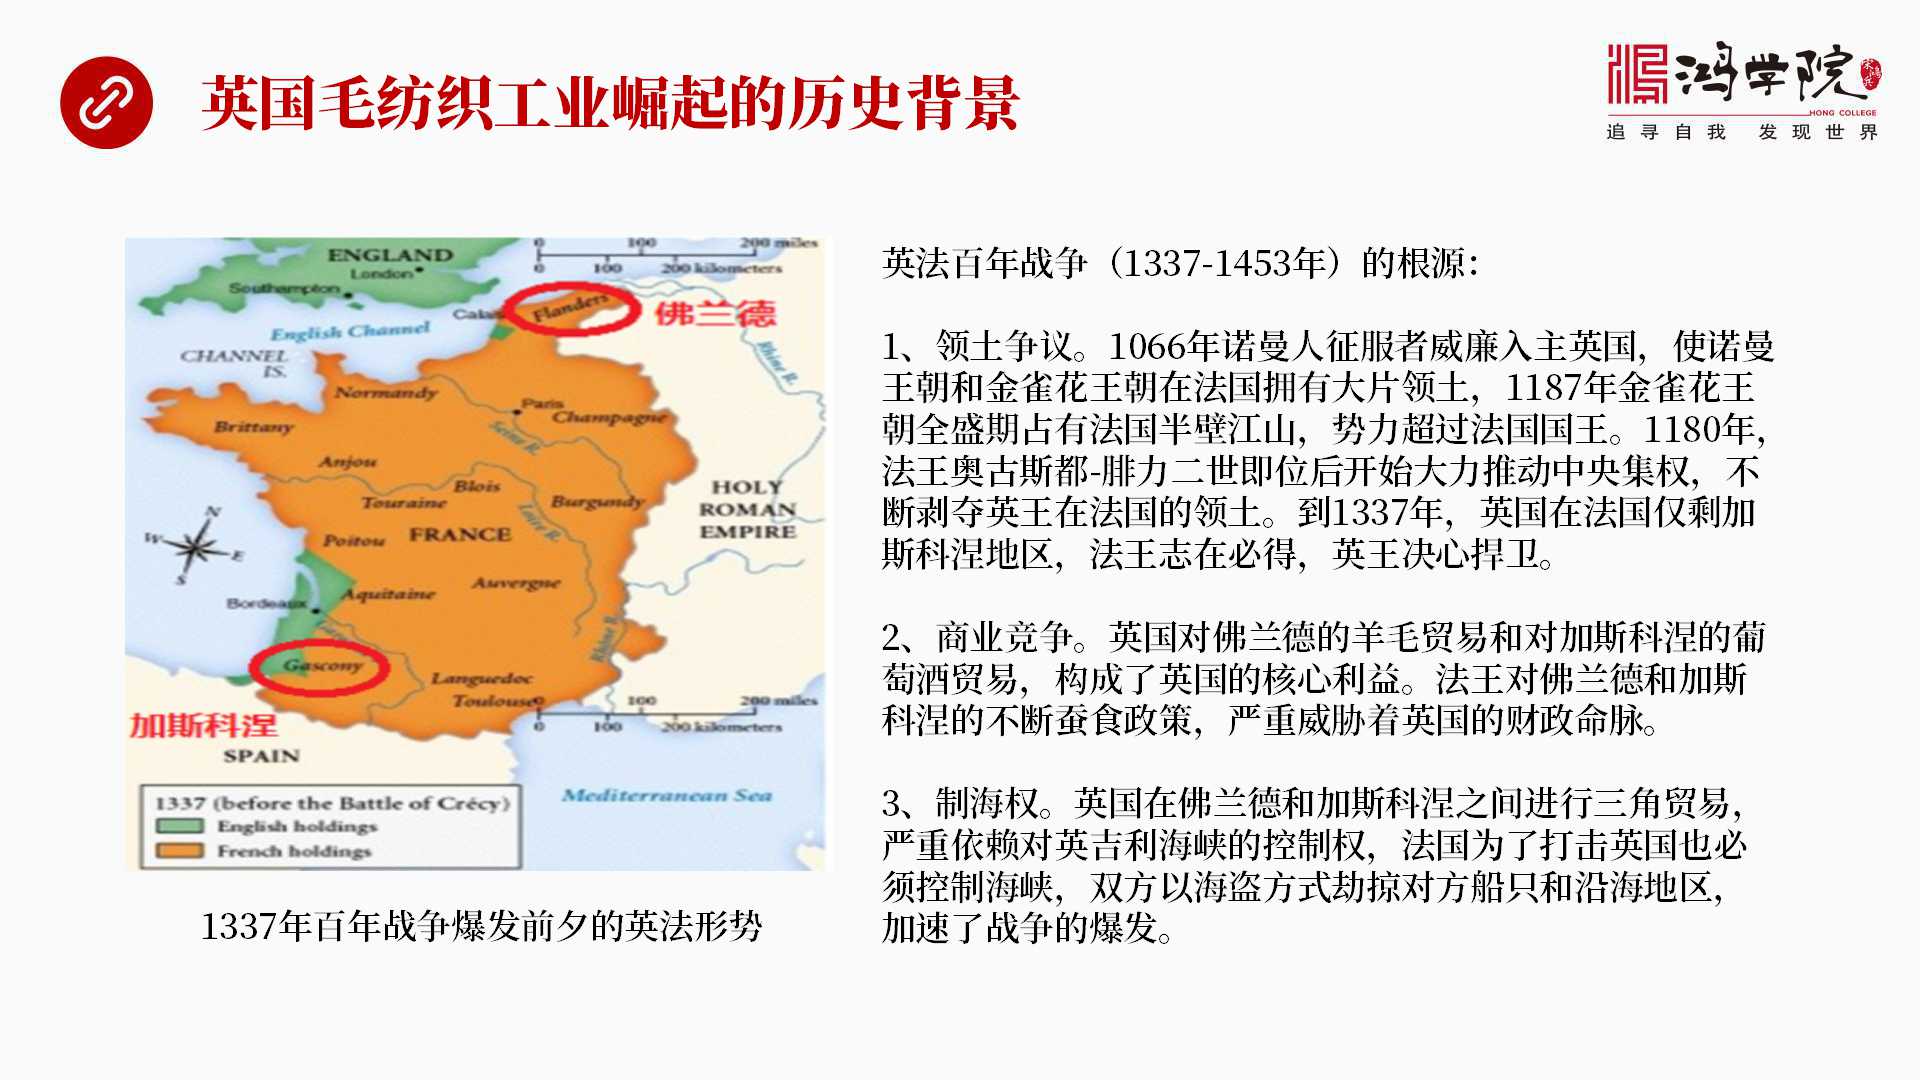 英国毛纺织工业崛起的历史背景
鸿学院
HONG COLLEGE
追寻自我 发现世界
ENGLAND
London
Southampton
0 100 200 miles
0 100 200 kilometers
Calais
Flanders
佛兰德
English Channel
CHANNEL
IS.
Rhine R.
Normandy
Paris
Champagne
Brittany
Seine R.
Anjou
Blois
Touraine
Burgundy
HOLY
ROMAN
EMPIRE
Loire R.
FRANCE
Poitou
N
W
E
S
Auvergne
Aquitaine
Bordeaux
Rhône R.
Gascony
Languedoc
Toulouse
0 100 200 miles
0 100 200 kilometers
加斯科涅
SPAIN
Mediterranean Sea
1337 (before the Battle of Crécy)
English holdings
French holdings
1337年百年战争爆发前夕的英法形势
英法百年战争（1337-1453年）的根源：
1、领土争议。1066年诺曼人征服者威廉入主英国，使诺曼
王朝和金雀花王朝在法国拥有大片领土，1187年金雀花王
朝全盛期占有法国半壁江山，势力超过法国国王。1180年，
法王奥古斯都-腓力二世即位后开始大力推动中央集权，不
断剥夺英王在法国的领土。到1337年，英国在法国仅剩加
斯科涅地区，法王志在必得，英王决心捍卫。
2、商业竞争。英国对佛兰德的羊毛贸易和对加斯科涅的葡
萄酒贸易，构成了英国的核心利益。法王对佛兰德和加斯
科涅的不断蚕食政策，严重威胁着英国的财政命脉。
3、制海权。英国在佛兰德和加斯科涅之间进行三角贸易，
严重依赖对英吉利海峡的控制权，法国为了打击英国也必
须控制海峡，双方以海盗方式劫掠对方船只和沿海地区，
加速了战争的爆发。